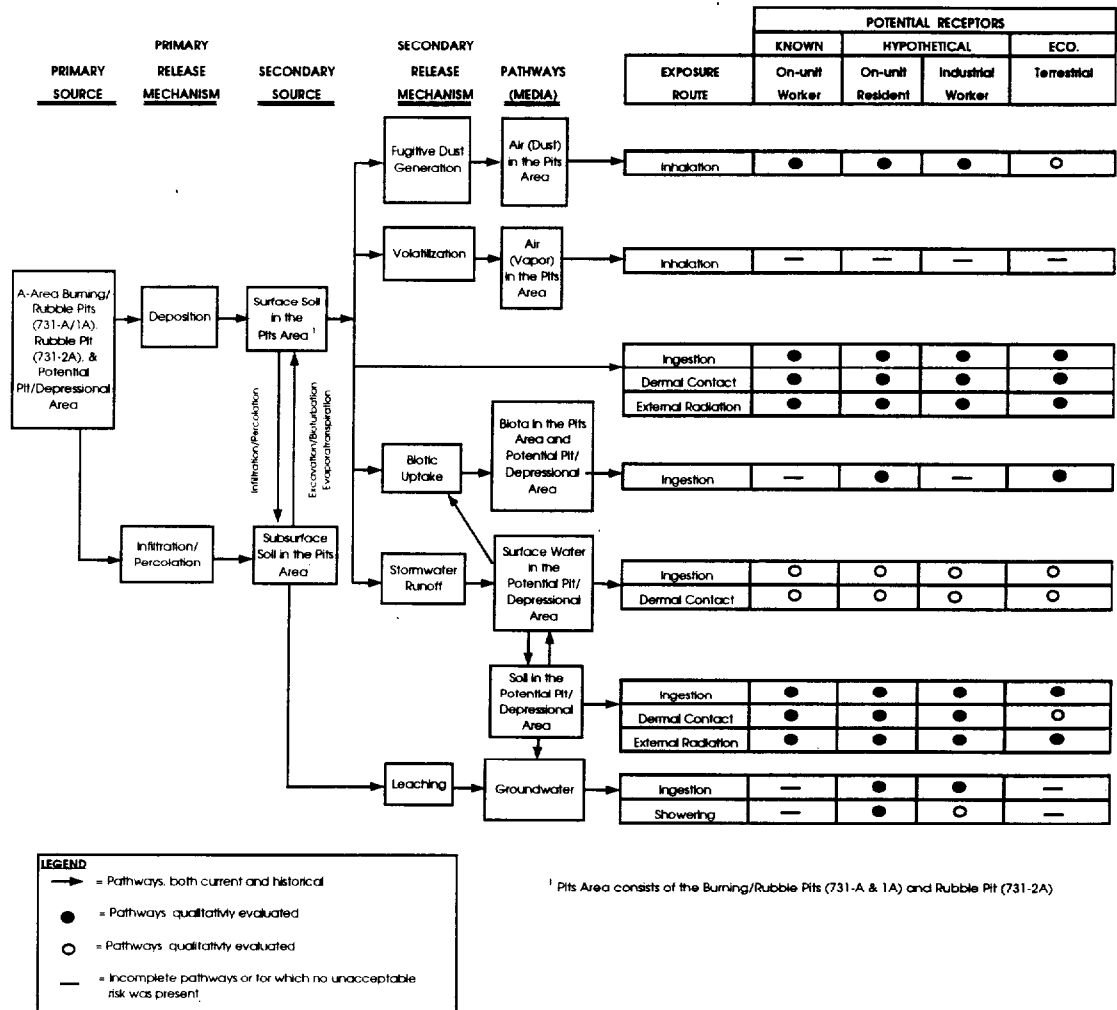 POTENTIAL RECEPTORS
KNOWN
HYPOTHETICAL
ECO.
PRIMARY
SOURCE
PRIMARY
RELEASE
MECHANISM
SECONDARY
SOURCE
SECONDARY
RELEASE
MECHANISM
PATHWAYS
(MEDIA)
EXPOSURE
ROUTE
On-unit
Worker
On-unit
Resident
Industrial
Worker
Terrestrial
Fugitive Dust
Generation
Air (Dust)
in the Pits
Area
Inhalation
Volatilization
Air
(Vapor)
in the Pits
Area
Inhalation
A-Area Burning/
Rubble Pits
(731-A/1A).
Rubble Pit
(731-2A), &
Potential
Pit/Depressional
Area
Deposition
Surface Soil
in the
Pits Area 1
Ingestion
Dermal Contact
External Radiation
Infiltration/Percolation
Excavation/Bioturbation
Evapotranspiration
Biotic
Uptake
Biota in the Pits
Area and
Potential Pit/
Depressional
Area
Ingestion
Infiltration/
Percolation
Subsurface
Soil in the Pits
Area
Stormwater
Runoff
Surface Water
in the
Potential Pit/
Depressional
Area
Ingestion
Dermal Contact
Soil in the
Potential Pit/
Depressional
Area
Ingestion
Dermal Contact
External Radiation
Leaching
Groundwater
Ingestion
Showering
LEGEND
= Pathways, both current and historical
= Pathways qualitativly evaluated
= Pathways qualitativly evaluated
= Incomplete pathways or for which no unacceptable
risk was present
1 Pits Area consists of the Burning/Rubble Pits (731-A & 1A) and Rubble Pit (731-2A)